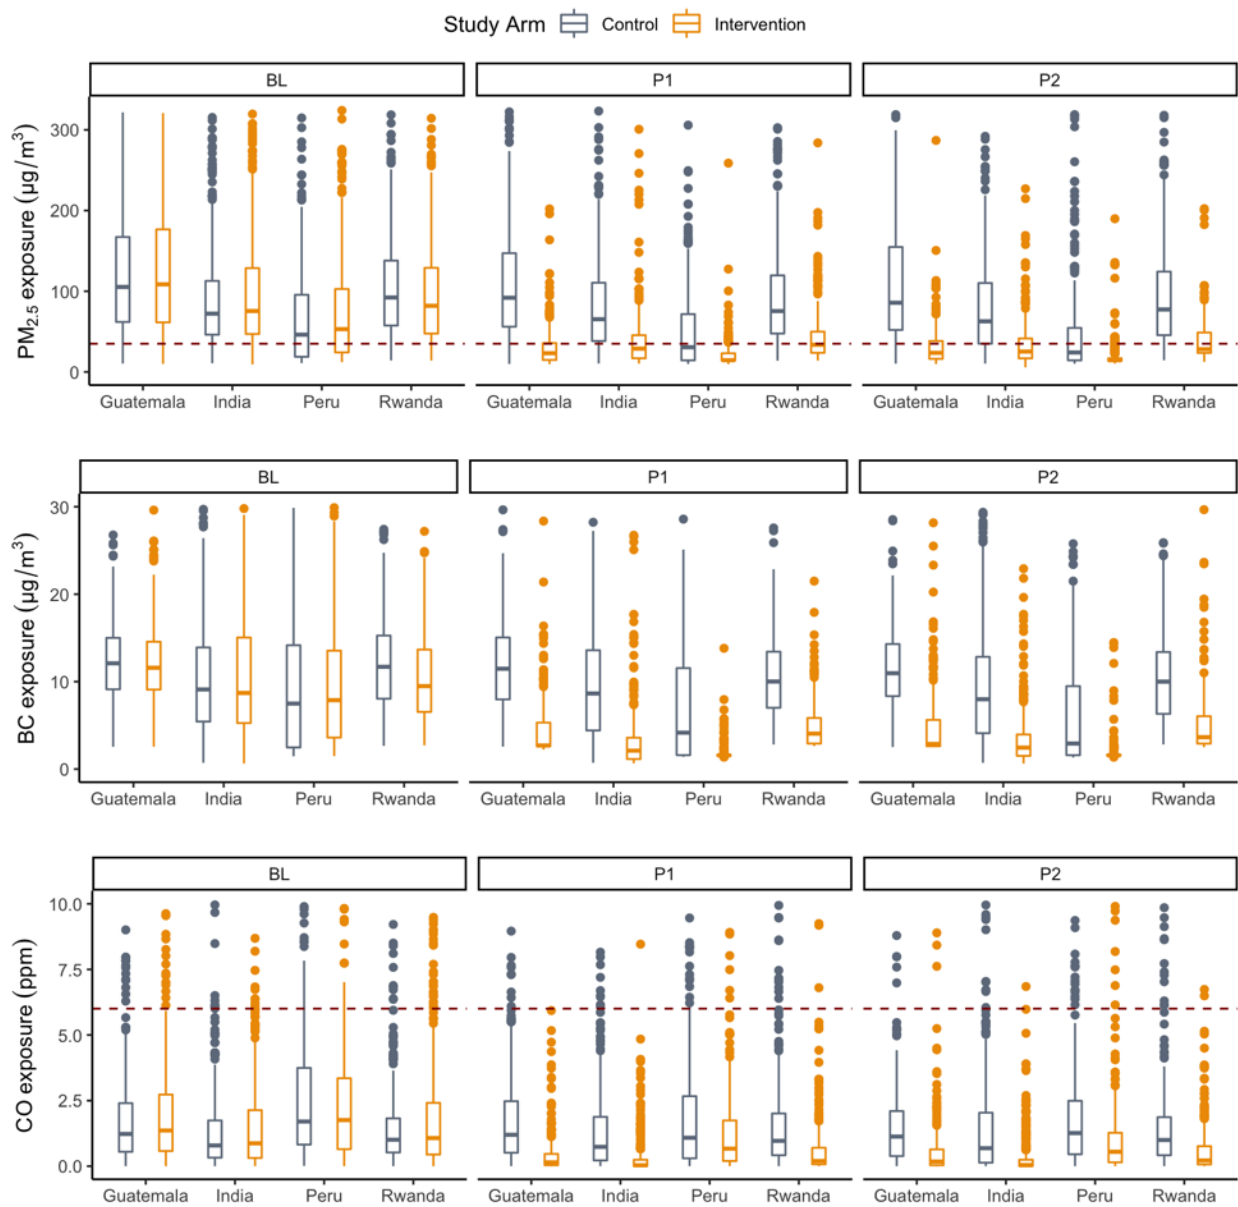 Study Arm Control Intervention
BL P1 P2
PM2.5 exposure (µg/m³)
300
200
100
0
Guatemala India Peru Rwanda Guatemala India Peru Rwanda Guatemala India Peru Rwanda
BL P1 P2
BC exposure (µg/m³)
30
20
10
0
Guatemala India Peru Rwanda Guatemala India Peru Rwanda Guatemala India Peru Rwanda
BL P1 P2
CO exposure (ppm)
10.0
7.5
5.0
2.5
0.0
Guatemala India Peru Rwanda Guatemala India Peru Rwanda Guatemala India Peru Rwanda